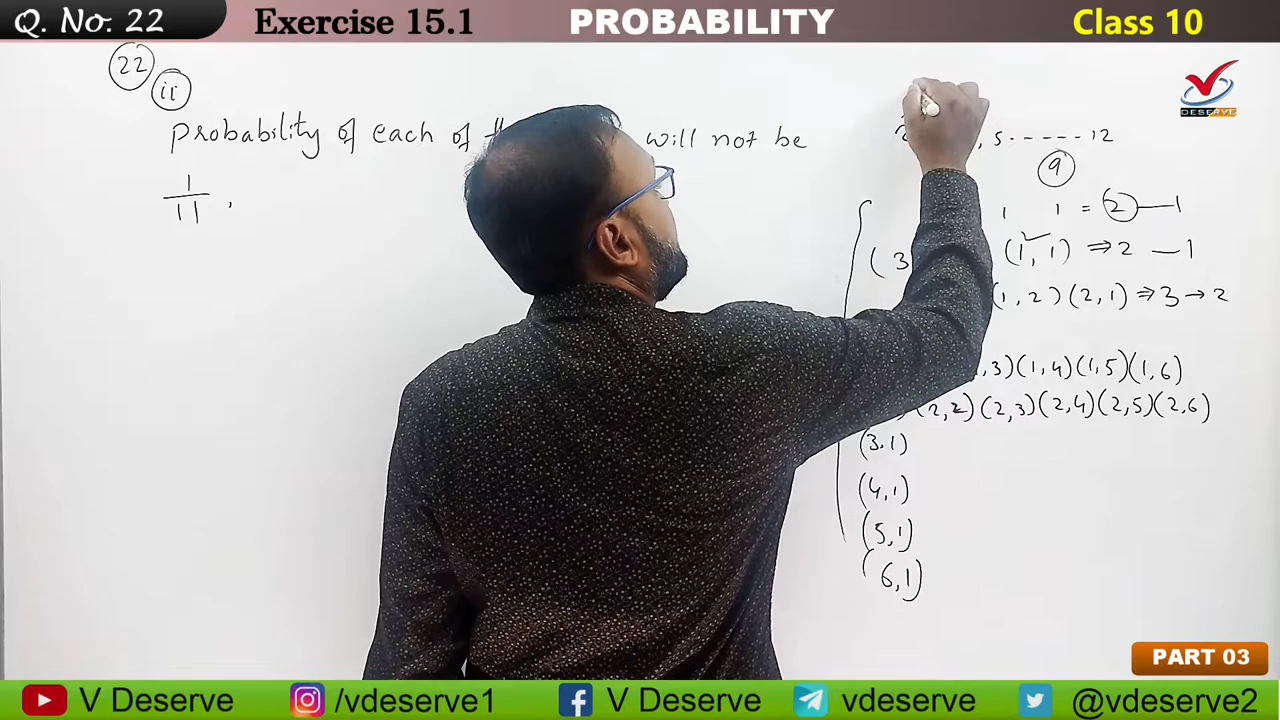 Q. No. 22
Exercise 15.1
PROBABILITY
Class 10
22
ii
DESERVE
Probability of each of will not be
1/11 ,
2 , 5 ----- 12
9
1 1 = 2 — 1
(3 (1, 1) ⇒ 2 — 1
(1, 2) (2, 1) ⇒ 3 → 2
, 3) (1, 4) (1, 5) (1, 6)
(2, 2) (2, 3) (2, 4) (2, 5) (2, 6)
(3.1)
(4, 1)
(5, 1)
(6, 1)
PART 03
V Deserve
/vdeserve1
V Deserve
vdeserve
@vdeserve2